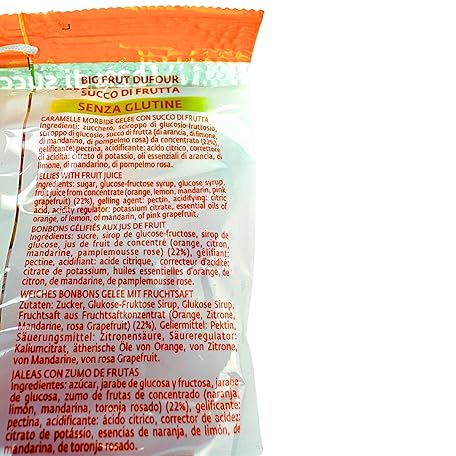 BIG FRUT DUFOUR
SUCCO DI FRUTTA
SENZA GLUTINE
CARAMELLE MORBIDE GELEE CON SUCCO DI FRUTTA
Ingredienti: zucchero, sciroppo di glucosio-fruttosio,
sciroppo di glucosio, succo di frutta (di arancia, di limone,
di mandarino, di pompelmo rosa) da concentrato (22%),
gelificante: pectina, acidificante: acido citrico, correttore
di acidità: citrato di potassio, oli essenziali di arancia, di
limone, di mandarino, di pompelmo rosa.
JELLIES WITH FRUIT JUICE
Ingredients: sugar, glucose-fructose syrup, glucose syrup,
fruit juice from concentrate (orange, lemon, mandarin, pink
grapefruit) (22%), gelling agent: pectin, acidifying: citric
acid, acidity regulator: potassium citrate, essential oils of
orange, of lemon, of mandarin, of pink grapefruit.
BONBONS GÉLIFIÉS AUX JUS DE FRUIT
Ingrédients: sucre, sirop de glucose-fructose, sirop de
glucose, jus de fruit de concentré (orange, citron,
mandarine, pamplemousse rose) (22%), gélifiant:
pectine, acidifiant: acide citrique, correcteur d'acidité:
citrate de potassium, huiles essentielles d'orange, de
citron, de mandarine, de pamplemousse rose.
WEICHES BONBONS GELEE MIT FRUCHTSAFT
Zutaten: Zucker, Glukose-Fruktose Sirup, Glukose Sirup,
Fruchtsaft aus Fruchtsaftkonzentrat (Orange, Zitrone,
Mandarine, rosa Grapefruit) (22%), Geliermittel: Pektin,
Säuerungsmittel: Zitronensäure, Säureregulator:
Kaliumcitrat, ätherische Öle von Orange, von Zitrone,
von Mandarine, von rosa Grapefruit.
JALEAS CON ZUMO DE FRUTAS
Ingredientes: azúcar, jarabe de glucosa y fructosa, jarabe
de glucosa, zumo de frutas de concentrado (naranja,
limón, mandarina, toronja rosado) (22%), gelificante:
pectina, acidificante: ácido cítrico, corrector de acidez:
citrato de potássio, esencias de naranja, de limón, de
mandarina, de toronja rosado.